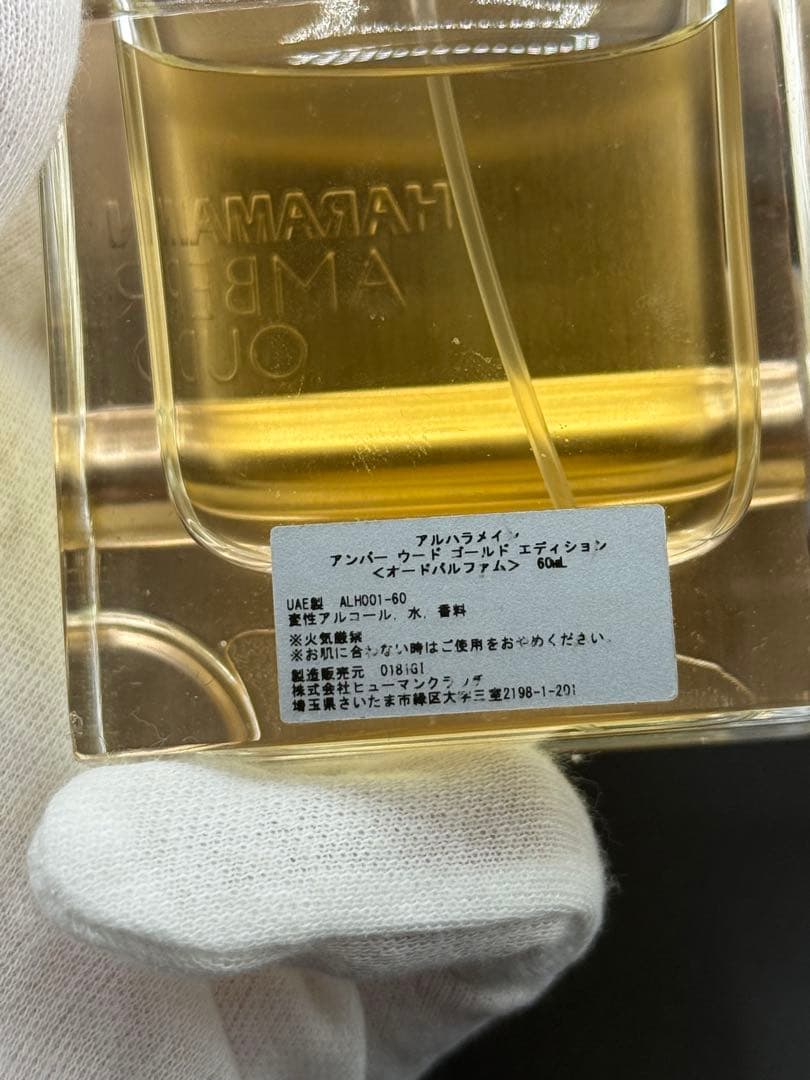 HARAMAIN
AMBER
OUD
アルハラメイン
アンバー ウード ゴールド エディション
<オードパルファム> 60mL
UAE製 ALH001-60
変性アルコール, 水, 香料
※火気厳禁
※お肌に合わない時はご使用をおやめください。
製造販売元 0181GI
株式会社ヒューマンクラ
埼玉県さいたま市緑区大字三室2198-1-201